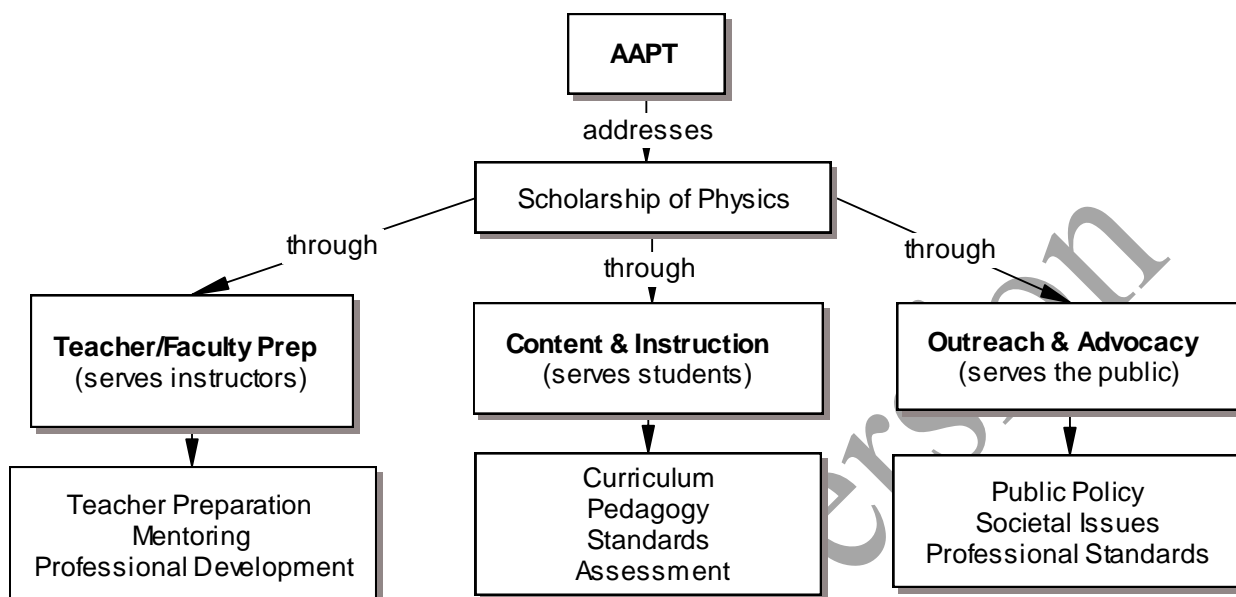 AAPT
addresses
Scholarship of Physics
through
through
through
Teacher/Faculty Prep
(serves instructors)
Content & Instruction
(serves students)
Outreach & Advocacy
(serves the public)
Teacher Preparation
Mentoring
Professional Development
Curriculum
Pedagogy
Standards
Assessment
Public Policy
Societal Issues
Professional Standards